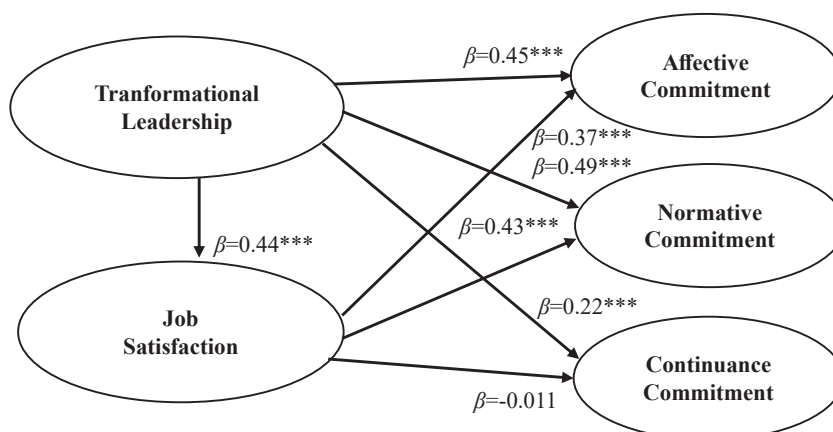 β=0.45***
Affective
Commitment
Tranformational
Leadership
β=0.37***
β=0.49***
Normative
Commitment
β=0.43***
β=0.44***
β=0.22***
Job
Satisfaction
Continuance
Commitment
β=-0.011